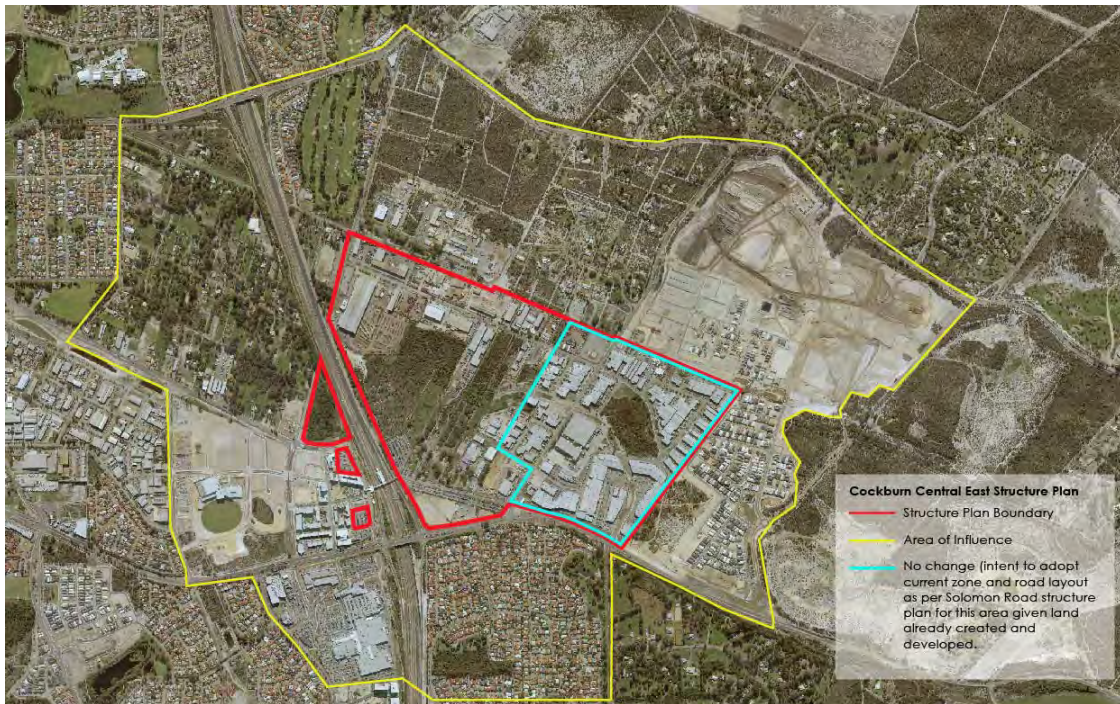 Cockburn Central East Structure Plan
Structure Plan Boundary
Area of Influence
No change (intent to adopt
current zone and road layout
as per Solomon Road structure
plan for this area given land
already created and
developed.